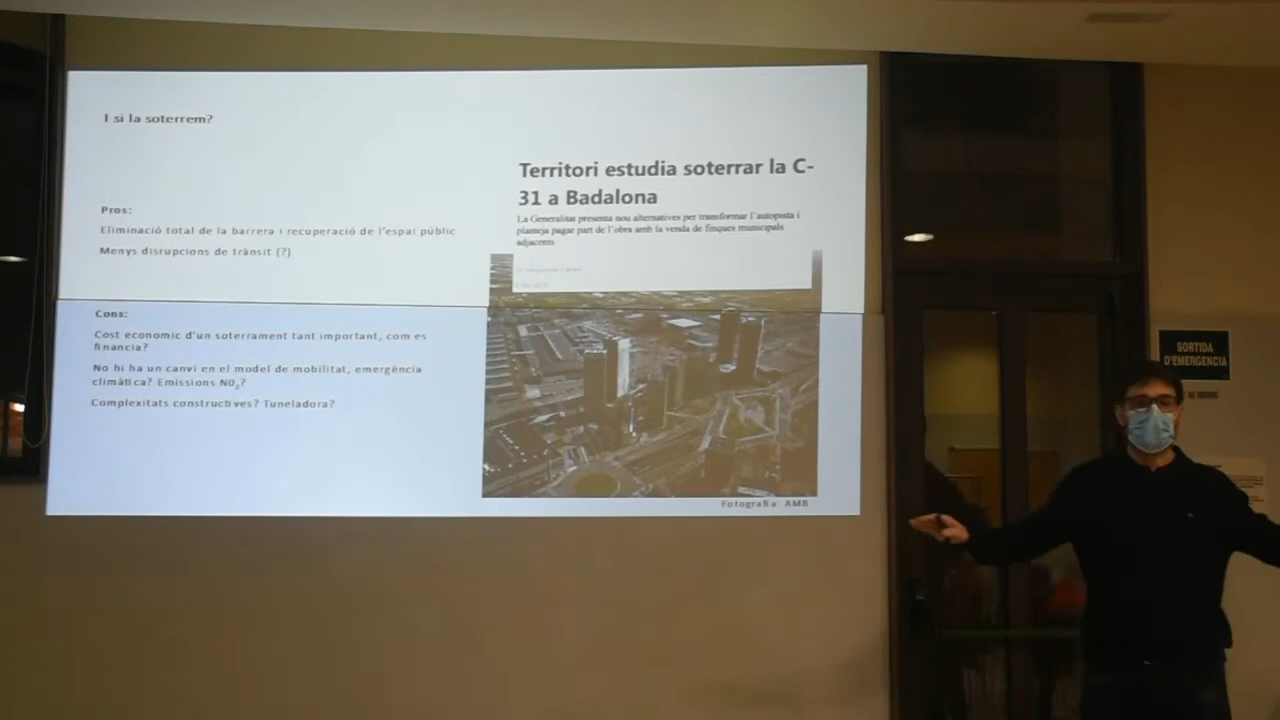 I si la soterrem?
Pros:
Eliminació total de la barrera i recuperació de l'espai públic
Menys disrupcions de trànsit (?)
Cons:
Cost economic d'un soterrament tant important, com es
financia?
No hi ha un canvi en el model de mobilitat, emergència
climàtica? Emissions NO2?
Complexitats constructives? Tuneladora?
Territori estudia soterrar la C-
31 a Badalona
La Generalitat presenta nou alternatives per transformar l'autopista i
planteja pagar part de l'obra amb la venda de finques municipals
adjacents
Fotografia: AMB
SORTIDA
D'EMERGENCIA